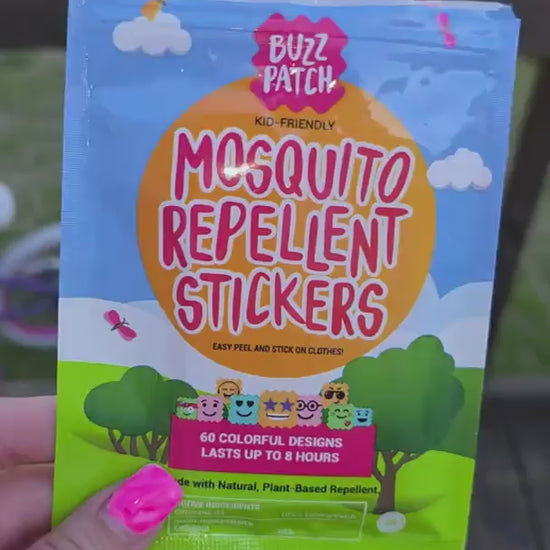 BUZZ
PATCH
KID-FRIENDLY
MOSQUITO
REPELLENT
STICKERS
EASY PEEL AND STICK ON CLOTHES!
60 COLORFUL DESIGNS
LASTS UP TO 8 HOURS
de with Natural, Plant-Based Repellent